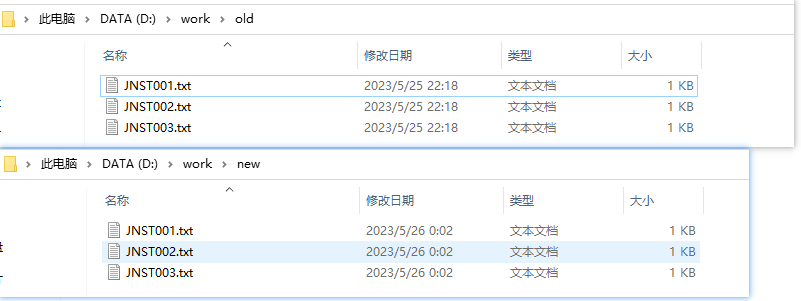 此电脑 › DATA (D:) › work › old
名称 修改日期 类型 大小
JNST001.txt 2023/5/25 22:18 文本文档 1 KB
JNST002.txt 2023/5/25 22:18 文本文档 1 KB
JNST003.txt 2023/5/25 22:18 文本文档 1 KB
此电脑 › DATA (D:) › work › new
名称 修改日期 类型 大小
JNST001.txt 2023/5/26 0:02 文本文档 1 KB
JNST002.txt 2023/5/26 0:02 文本文档 1 KB
JNST003.txt 2023/5/26 0:02 文本文档 1 KB